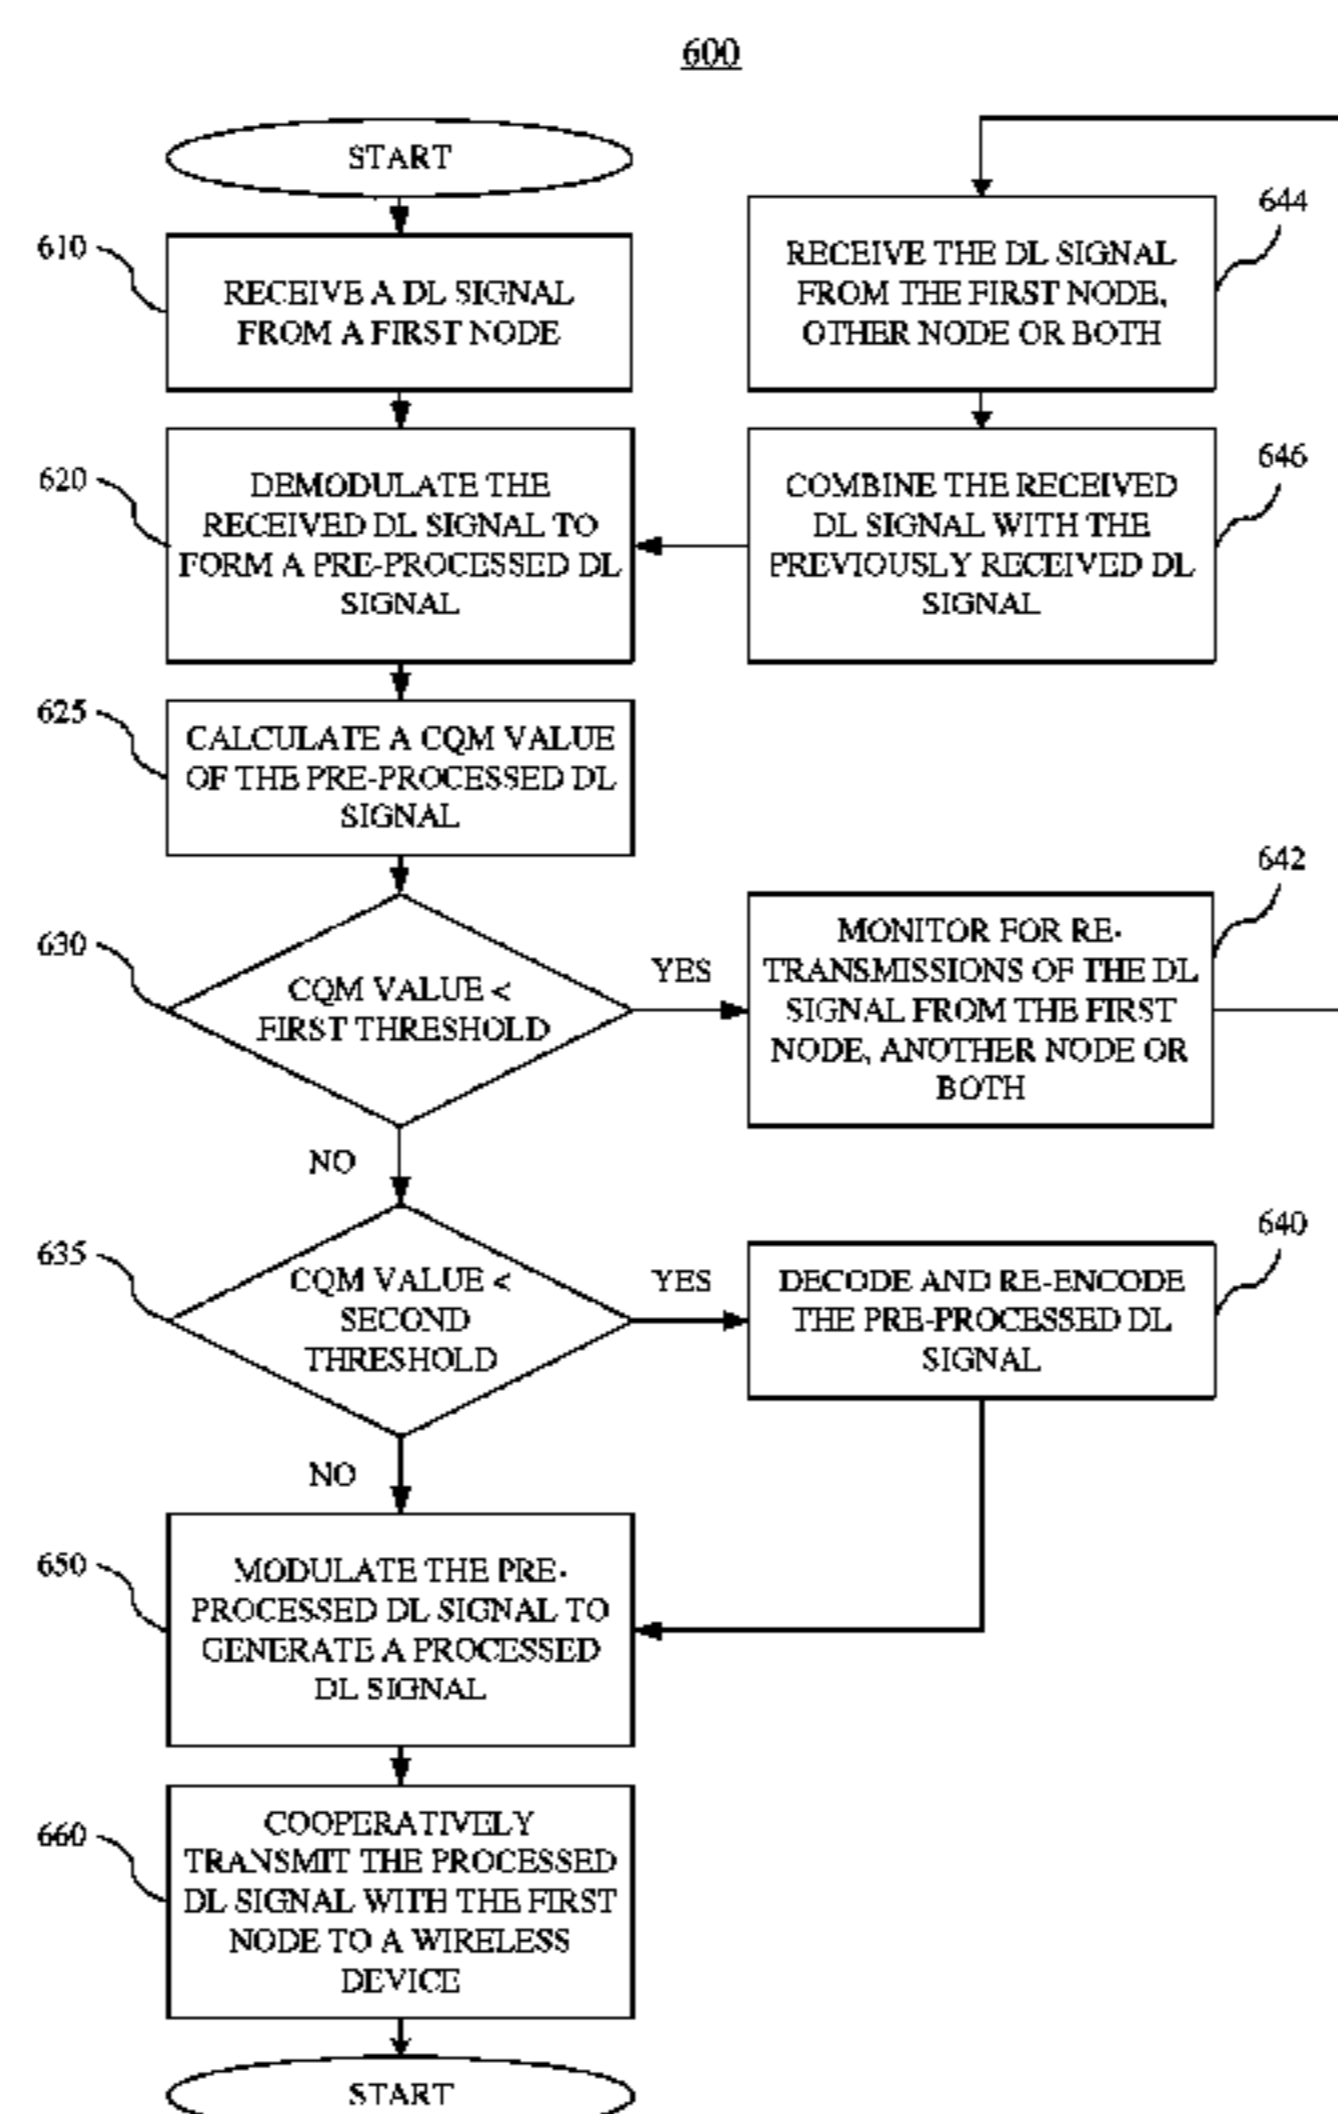 600
START
610
RECEIVE A DL SIGNAL
FROM A FIRST NODE
644
RECEIVE THE DL SIGNAL
FROM THE FIRST NODE,
OTHER NODE OR BOTH
620
DEMODULATE THE
RECEIVED DL SIGNAL TO
FORM A PRE-PROCESSED DL
SIGNAL
646
COMBINE THE RECEIVED
DL SIGNAL WITH THE
PREVIOUSLY RECEIVED DL
SIGNAL
625
CALCULATE A CQM VALUE
OF THE PRE-PROCESSED DL
SIGNAL
630
CQM VALUE <
FIRST THRESHOLD
YES
NO
642
MONITOR FOR RE-
TRANSMISSIONS OF THE DL
SIGNAL FROM THE FIRST
NODE, ANOTHER NODE OR
BOTH
635
CQM VALUE <
SECOND
THRESHOLD
YES
NO
640
DECODE AND RE-ENCODE
THE PRE-PROCESSED DL
SIGNAL
650
MODULATE THE PRE-
PROCESSED DL SIGNAL TO
GENERATE A PROCESSED
DL SIGNAL
660
COOPERATIVELY
TRANSMIT THE PROCESSED
DL SIGNAL WITH THE FIRST
NODE TO A WIRELESS
DEVICE
START